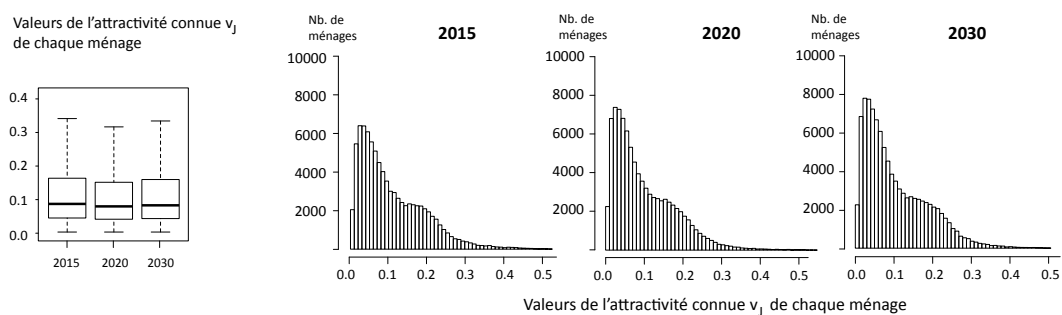 Valeurs de l'attractivité connue vJ
de chaque ménage
0.4
0.3
0.2
0.1
0.0
2015 2020 2030
Nb. de
ménages
2015
10000
8000
6000
4000
2000
0.0 0.1 0.2 0.3 0.4 0.5
Nb. de
ménages
2020
10000
8000
6000
4000
2000
0.0 0.1 0.2 0.3 0.4 0.5
Nb. de
ménages
2030
10000
8000
6000
4000
2000
0.0 0.1 0.2 0.3 0.4 0.5
Valeurs de l'attractivité connue vJ de chaque ménage